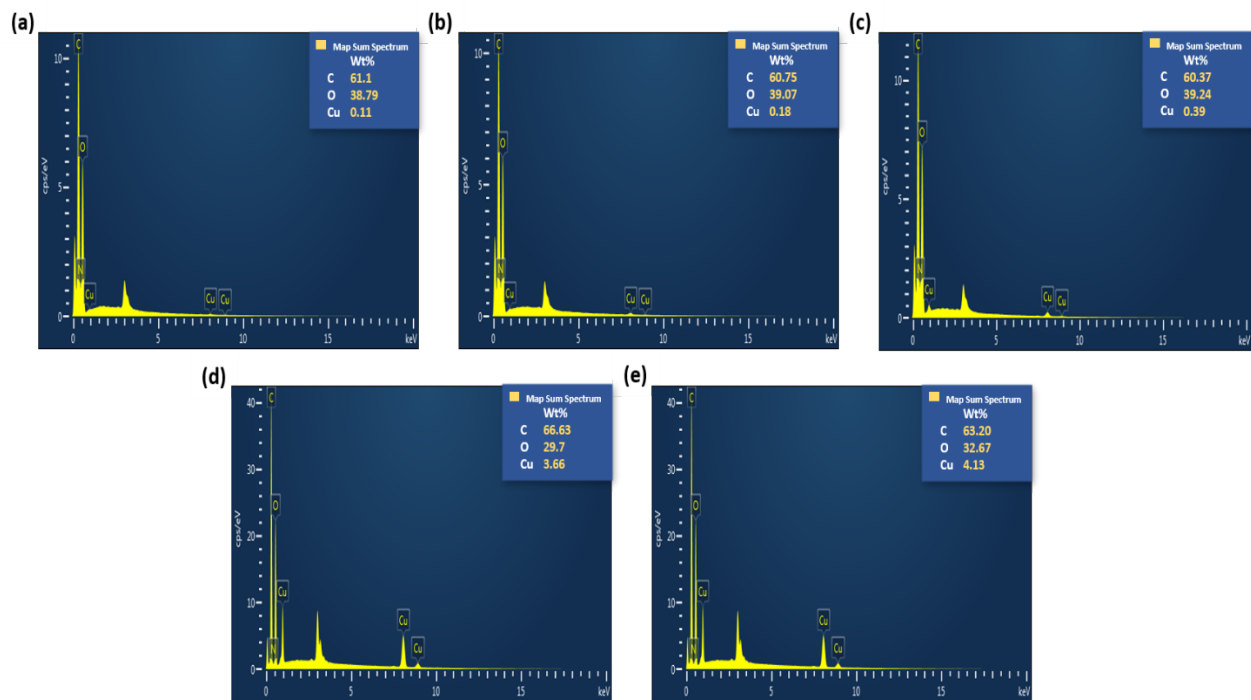 (a)
Map Sum Spectrum
Wt%
C 61.1
O 38.79
Cu 0.11
C
O
N
Cu
Cu
Cu
cps/eV
10
5
0
0
5
10
15
keV
(b)
Map Sum Spectrum
Wt%
C 60.75
O 39.07
Cu 0.18
C
O
N
Cu
Cu
Cu
cps/eV
10
5
0
0
5
10
15
keV
(c)
Map Sum Spectrum
Wt%
C 60.37
O 39.24
Cu 0.39
C
O
N
Cu
Cu
Cu
cps/eV
10
5
0
0
5
10
15
keV
(d)
Map Sum Spectrum
Wt%
C 66.63
O 29.7
Cu 3.66
C
O
N
Cu
Cu
Cu
cps/eV
40
30
20
10
0
0
5
10
15
keV
(e)
Map Sum Spectrum
Wt%
C 63.20
O 32.67
Cu 4.13
C
O
N
Cu
Cu
Cu
cps/eV
40
30
20
10
0
0
5
10
15
keV